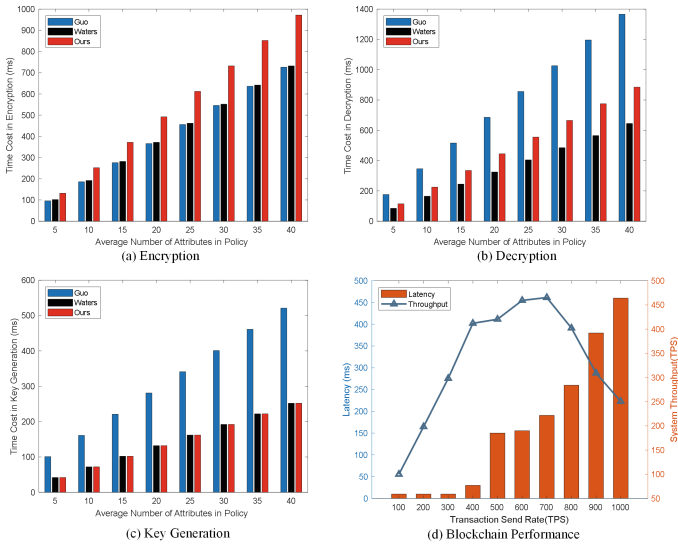 1000
900
800
700
600
500
400
300
200
100
0
Time Cost in Encryption (ms)
Guo
Waters
Ours
5 10 15 20 25 30 35 40
Average Number of Attributes in Policy
(a) Encryption
1400
1200
1000
800
600
400
200
0
Time Cost in Decryption (ms)
Guo
Waters
Ours
5 10 15 20 25 30 35 40
Average Number of Attributes in Policy
(b) Decryption
600
500
400
300
200
100
0
Time Cost in Key Generation (ms)
Guo
Waters
Ours
5 10 15 20 25 30 35 40
Average Number of Attributes in Policy
(c) Key Generation
500
450
400
350
300
250
200
150
100
50
0
Latency (ms)
Latency
Throughput
500
450
400
350
300
250
200
150
100
50
System Throughput(TPS)
100 200 300 400 500 600 700 800 900 1000
Transaction Send Rate(TPS)
(d) Blockchain Performance